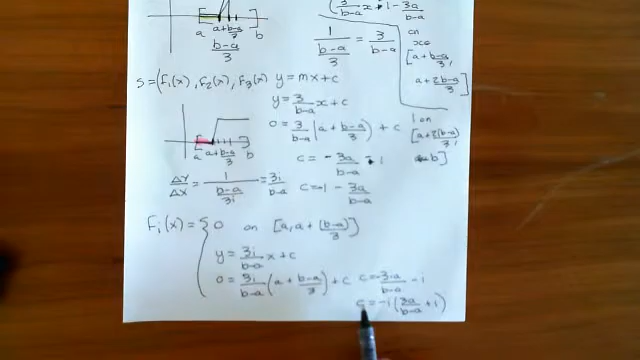 (3/(b-a) x + 1 - 3a/(b-a)
a a+(b-a)/3 b
(b-a)/3
1/((b-a)/3) = 3/(b-a)
on
x∈
[a+(b-a)/3,
a+2(b-a)/3]
S=(F₁(x), F₂(x), F₃(x) y=mx+c
y=3/(b-a) x+c
0=3/(b-a) (a+(b-a)/3) + c
1 on
[a+2(b-a)/3,
b]
a a+(b-a)/3 b
c = -3a/(b-a) - 1
ΔY/ΔX = 1/((b-a)/3i) = 3i/(b-a)
c=-1 - 3a/(b-a)
Fᵢ(x) = { 0 on [a, a+(b-a)/3]
y=3i/(b-a) x+c
0=3i/(b-a) (a+(b-a)/3)+c c=-3ia/(b-a) - i
c=-i(3a/(b-a)+1)